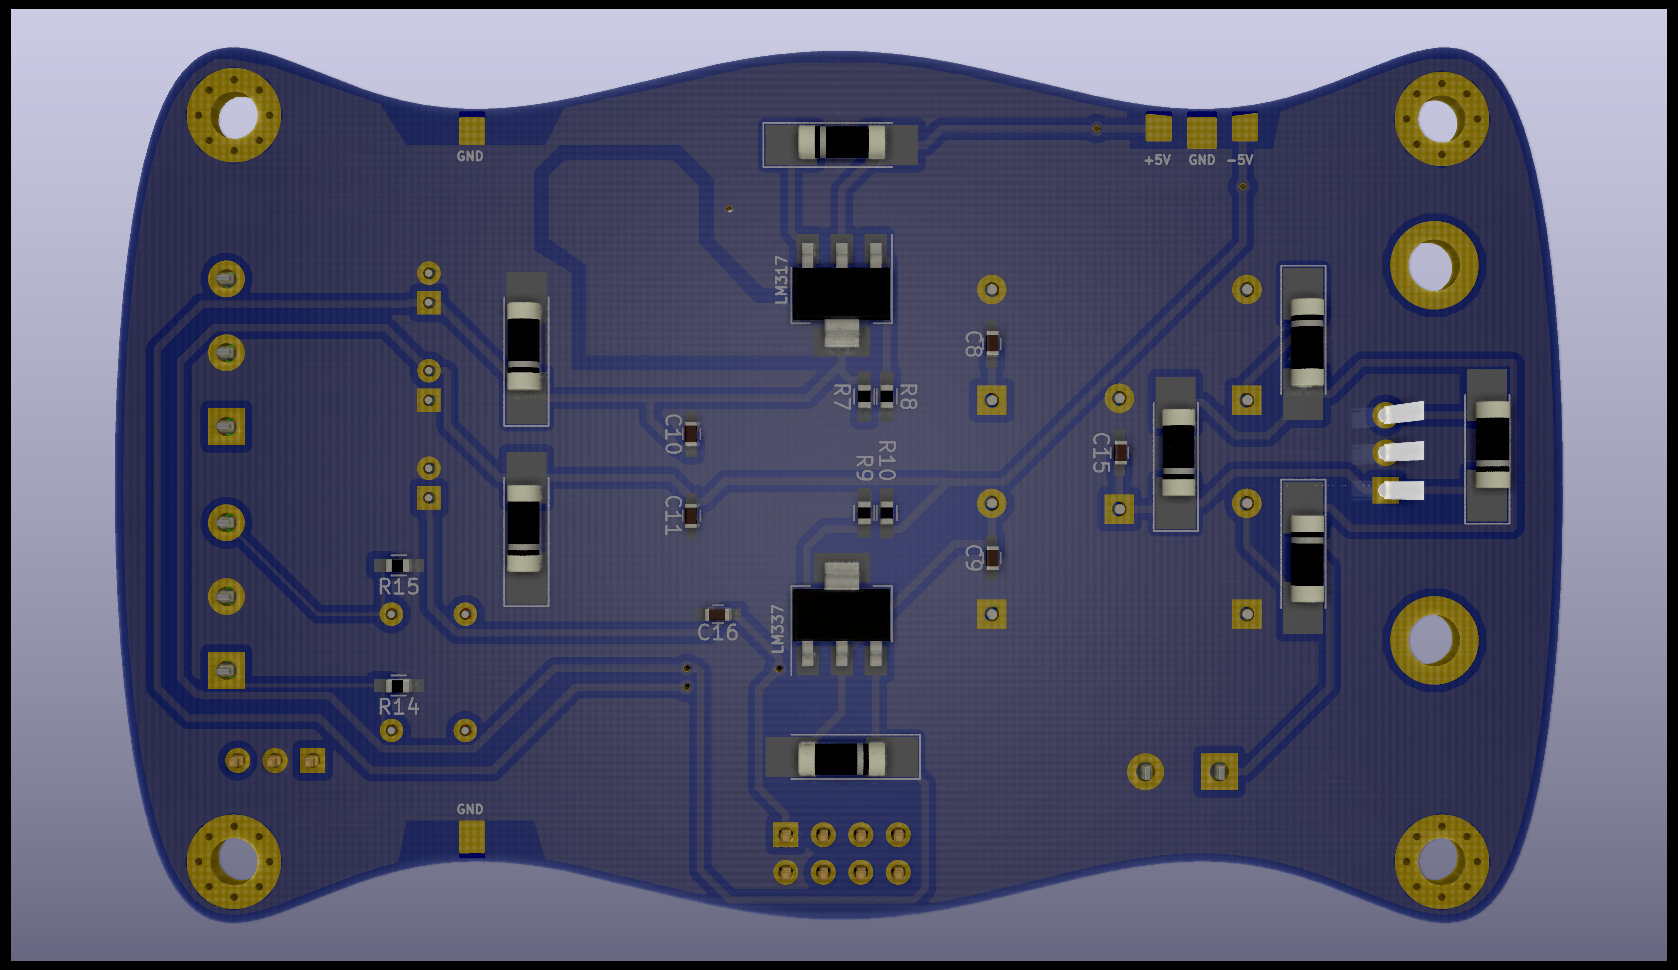 GND
+5V
GND
-5V
LM317
C8
R7
R8
C10
C15
R10
R9
C11
C9
R15
LM337
C16
R14
GND